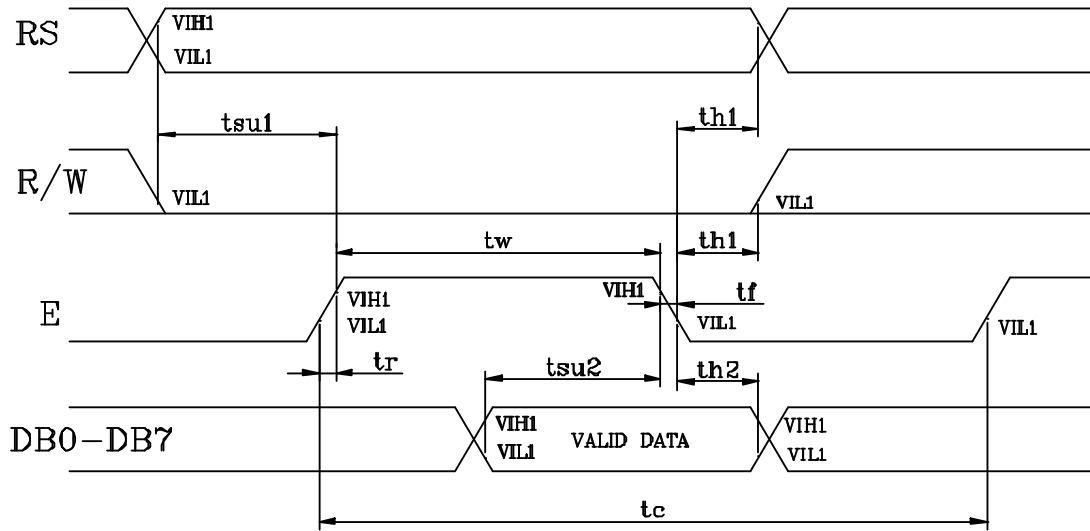 RS
VIH1
VIL1
tsu1
th1
R/W
VIL1
VIL1
tw
th1
E
VIH1
VIL1
VIH1
tf
VIL1
VIL1
tr
tsu2
th2
DB0-DB7
VIH1
VIL1
VALID DATA
VIH1
VIL1
tc